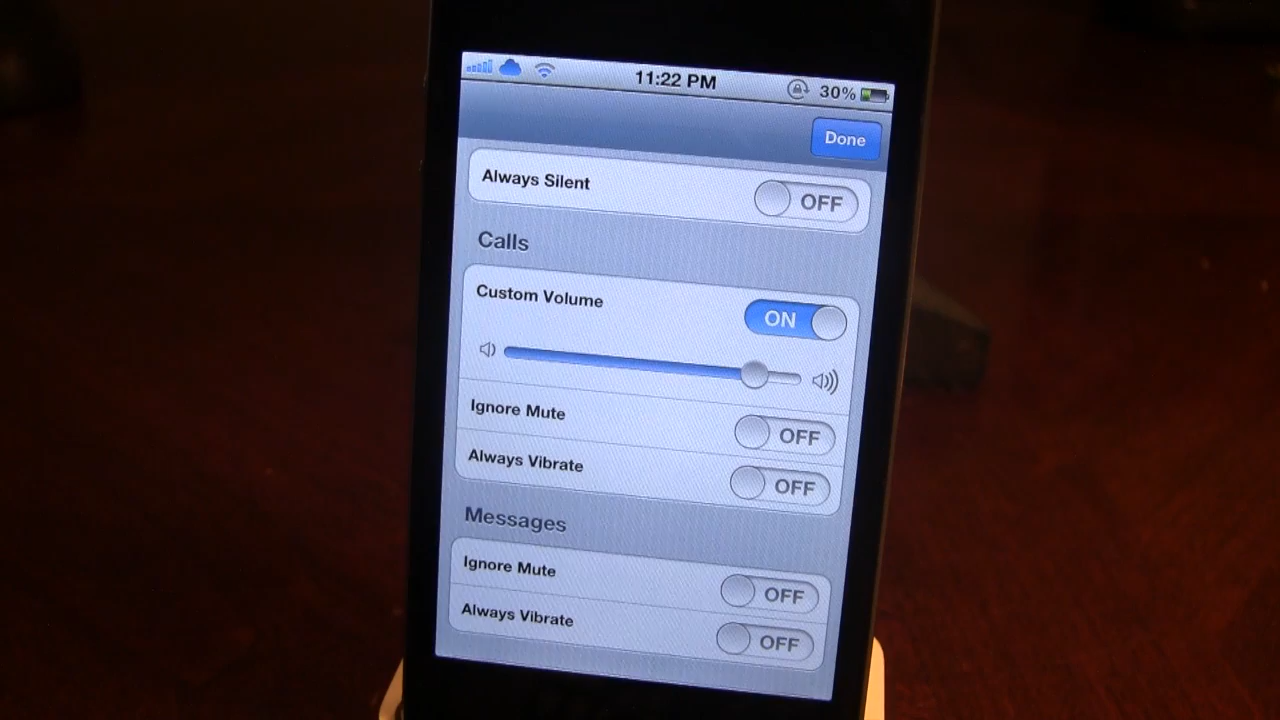 11:22 PM 30%
Done
Always Silent OFF
Calls
Custom Volume ON
Ignore Mute OFF
Always Vibrate OFF
Messages
Ignore Mute OFF
Always Vibrate OFF